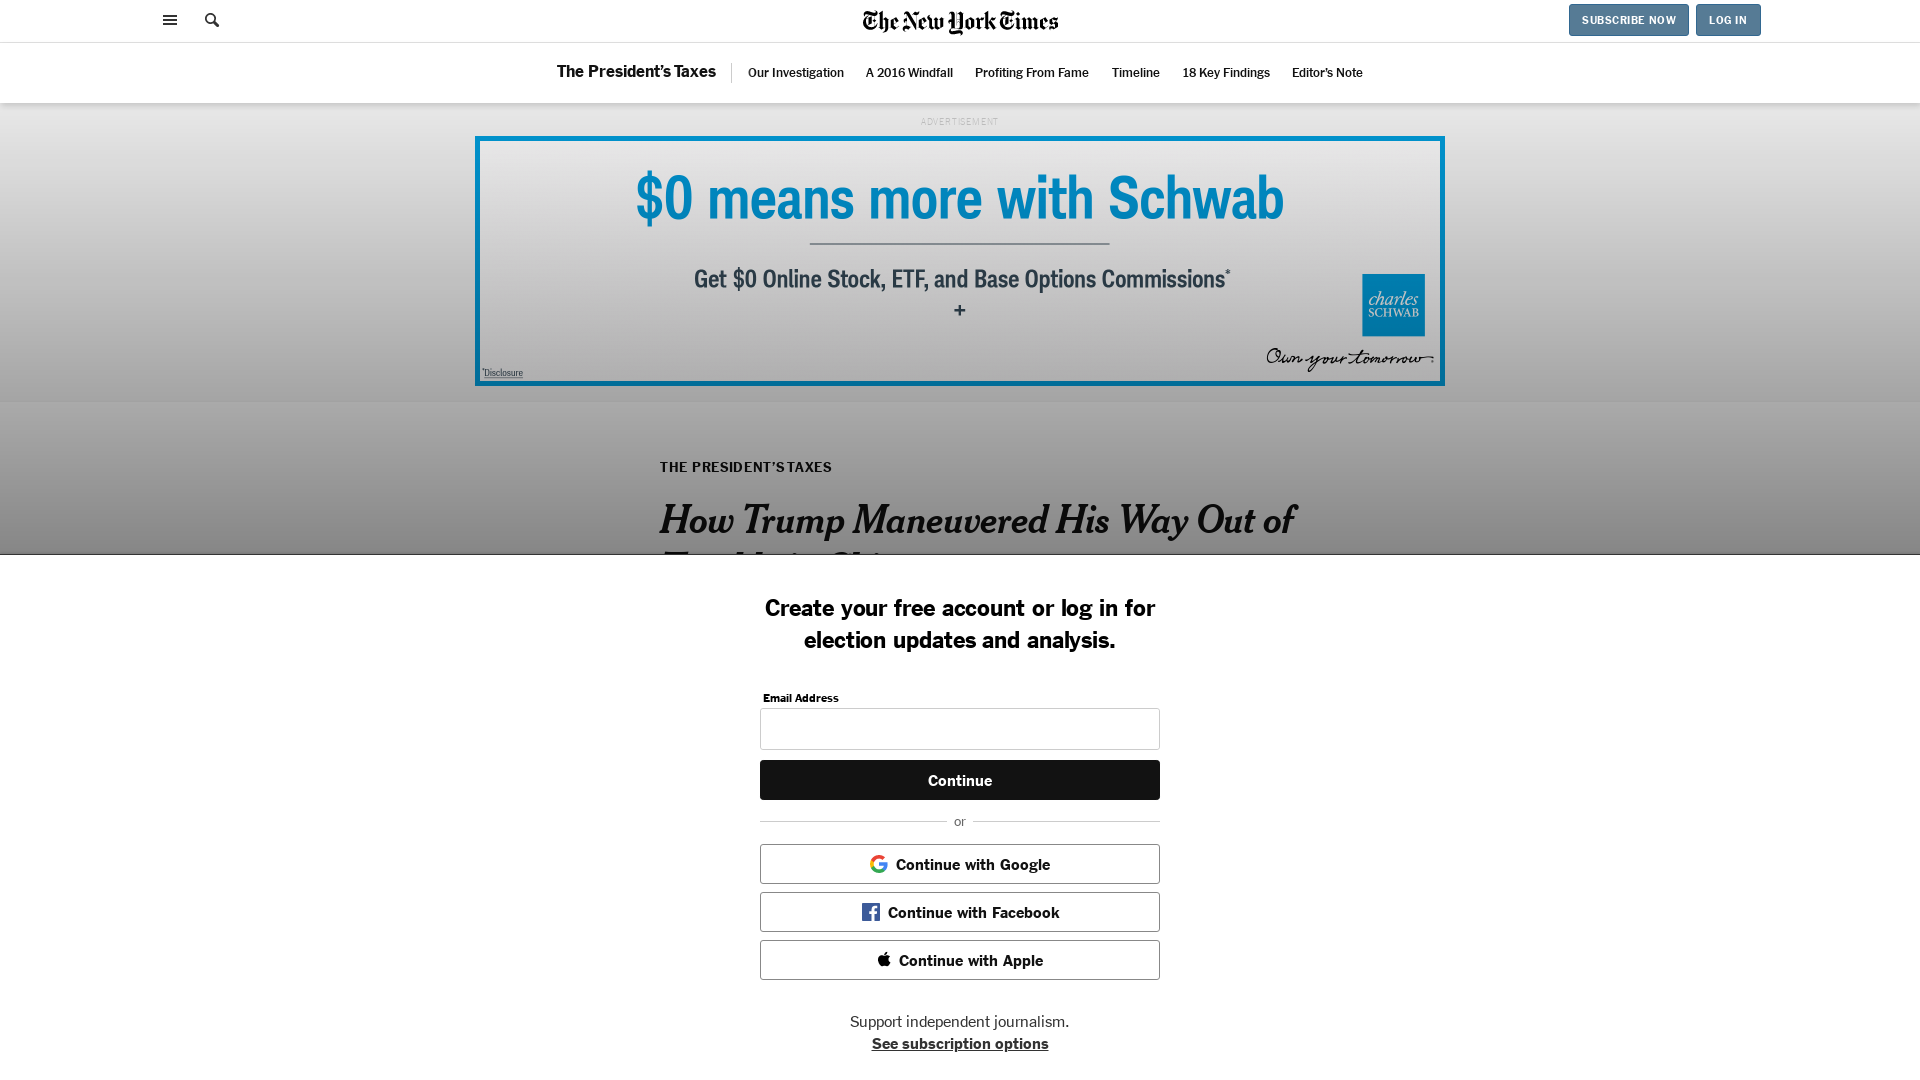 The New York Times
SUBSCRIBE NOW
LOG IN
The President's Taxes
Our Investigation
A 2016 Windfall
Profiting From Fame
Timeline
18 Key Findings
Editor's Note
ADVERTISEMENT
$0 means more with Schwab
Get $0 Online Stock, ETF, and Base Options Commissions*
+
charles
SCHWAB
Own your tomorrow
*Disclosure
THE PRESIDENT'S TAXES
How Trump Maneuvered His Way Out of
Create your free account or log in for
election updates and analysis.
Email Address
Continue
or
Continue with Google
Continue with Facebook
Continue with Apple
Support independent journalism.
See subscription options